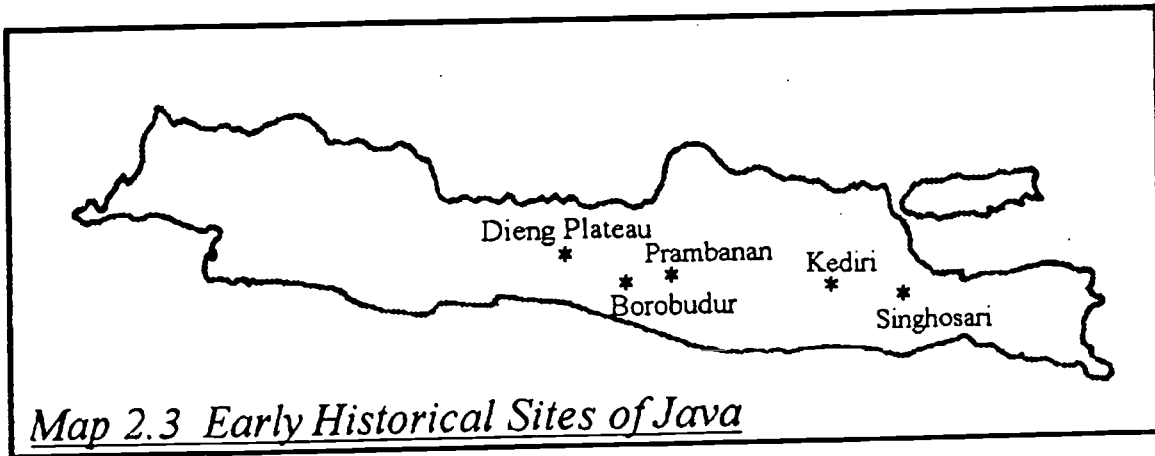 Dieng Plateau
Prambanan
Kediri
Borobudur
Singhosari
Map 2.3 Early Historical Sites of Java